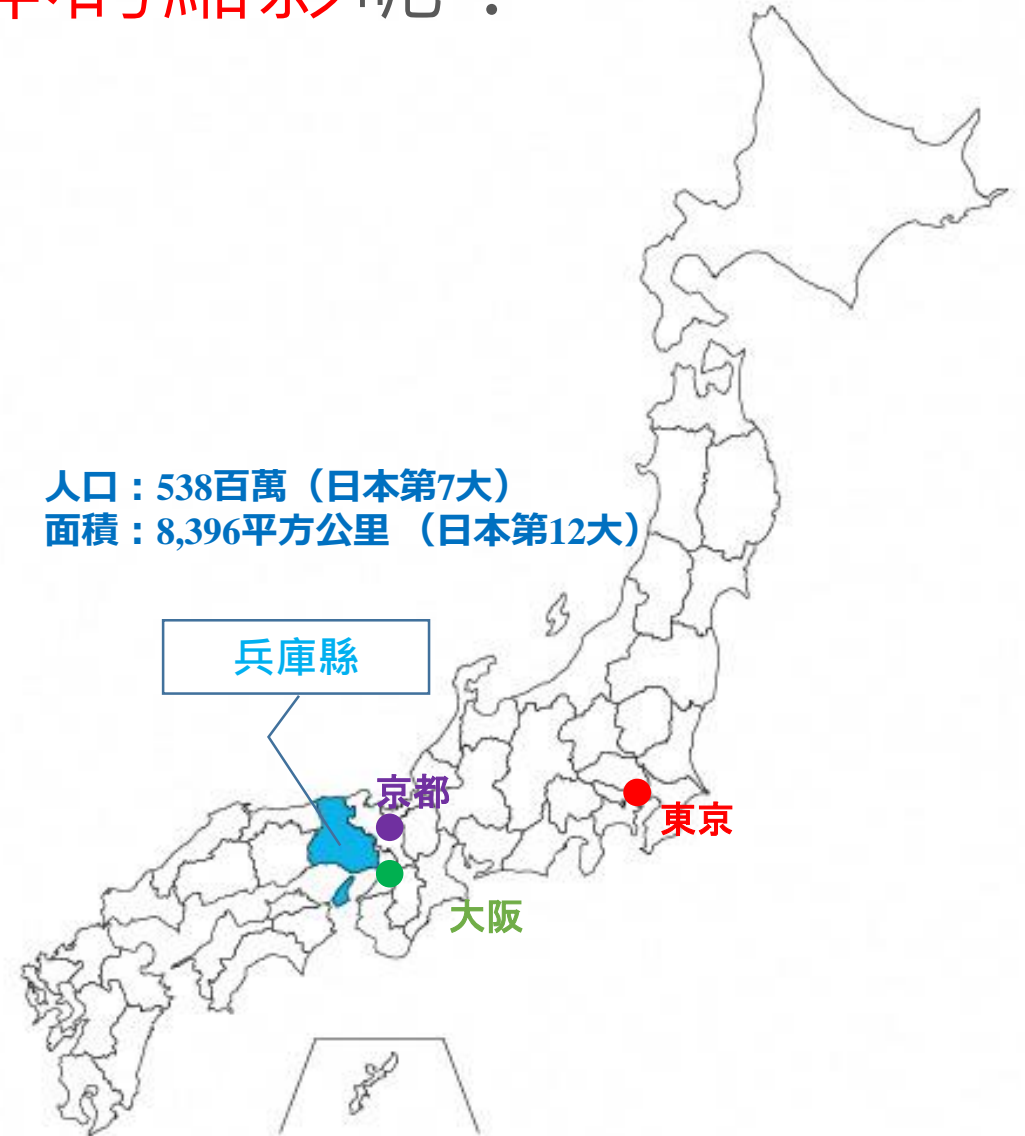 呢？
人口：538百萬（日本第7大）
面積：8,396平方公里 （日本第12大）
兵庫縣
京都
東京
大阪